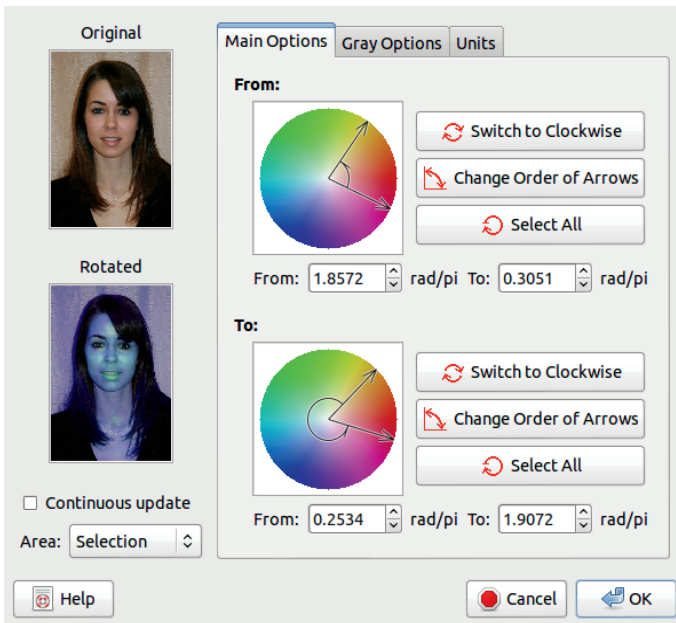 Original
Main Options Gray Options Units
From:
Switch to Clockwise
Change Order of Arrows
Select All
From: 1.8572 rad/pi To: 0.3051 rad/pi
Rotated
To:
Switch to Clockwise
Change Order of Arrows
Select All
From: 0.2534 rad/pi To: 1.9072 rad/pi
Continuous update
Area: Selection
Help Cancel OK